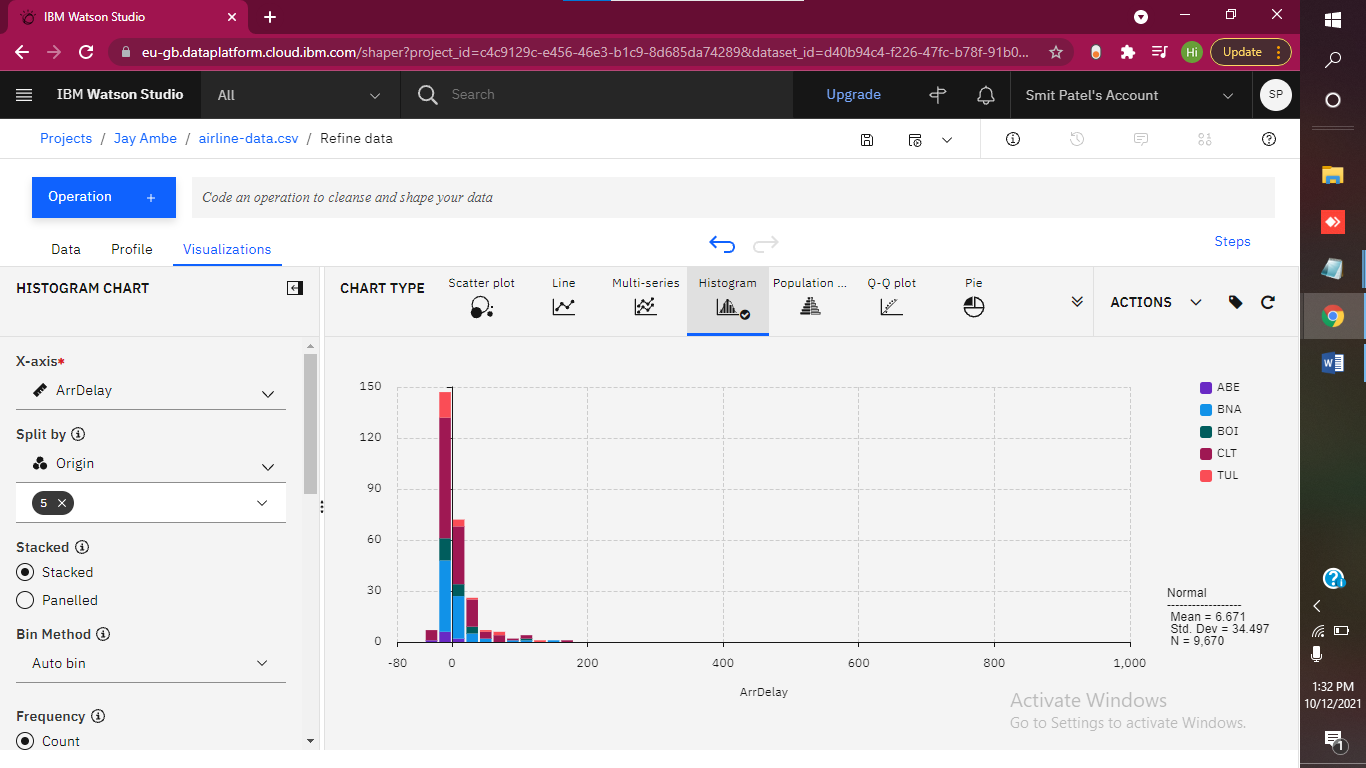 IBM Watson Studio
eu-gb.dataplatform.cloud.ibm.com/shaper?project_id=c4c9129c-e456-46e3-b1c9-8d685da74289&dataset_id=d40b94c4-f226-47fc-b78f-91b0...
Hi
Update
IBM Watson Studio
All
Search
Upgrade
Smit Patel's Account
SP
Projects / Jay Ambe / airline-data.csv / Refine data
Operation +
Code an operation to cleanse and shape your data
Data Profile Visualizations
Steps
HISTOGRAM CHART
CHART TYPE
Scatter plot
Line
Multi-series
Histogram
Population ...
Q-Q plot
Pie
ACTIONS
X-axis*
ArrDelay
Split by
Origin
5 ×
Stacked
Stacked
Panelled
Bin Method
Auto bin
Frequency
Count
150
120
90
60
30
0
-80 0 200 400 600 800 1,000
ArrDelay
ABE
BNA
BOI
CLT
TUL
Normal
------------------
Mean = 6.671
Std. Dev = 34.497
N = 9,670
Activate Windows
Go to Settings to activate Windows.
1:32 PM
10/12/2021
1